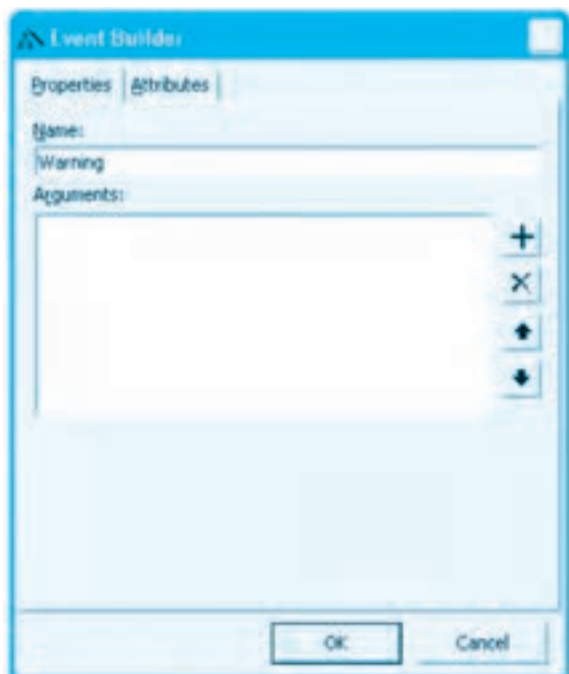 Event Builder
Properties Attributes
Name:
Warning
Arguments:
OK Cancel